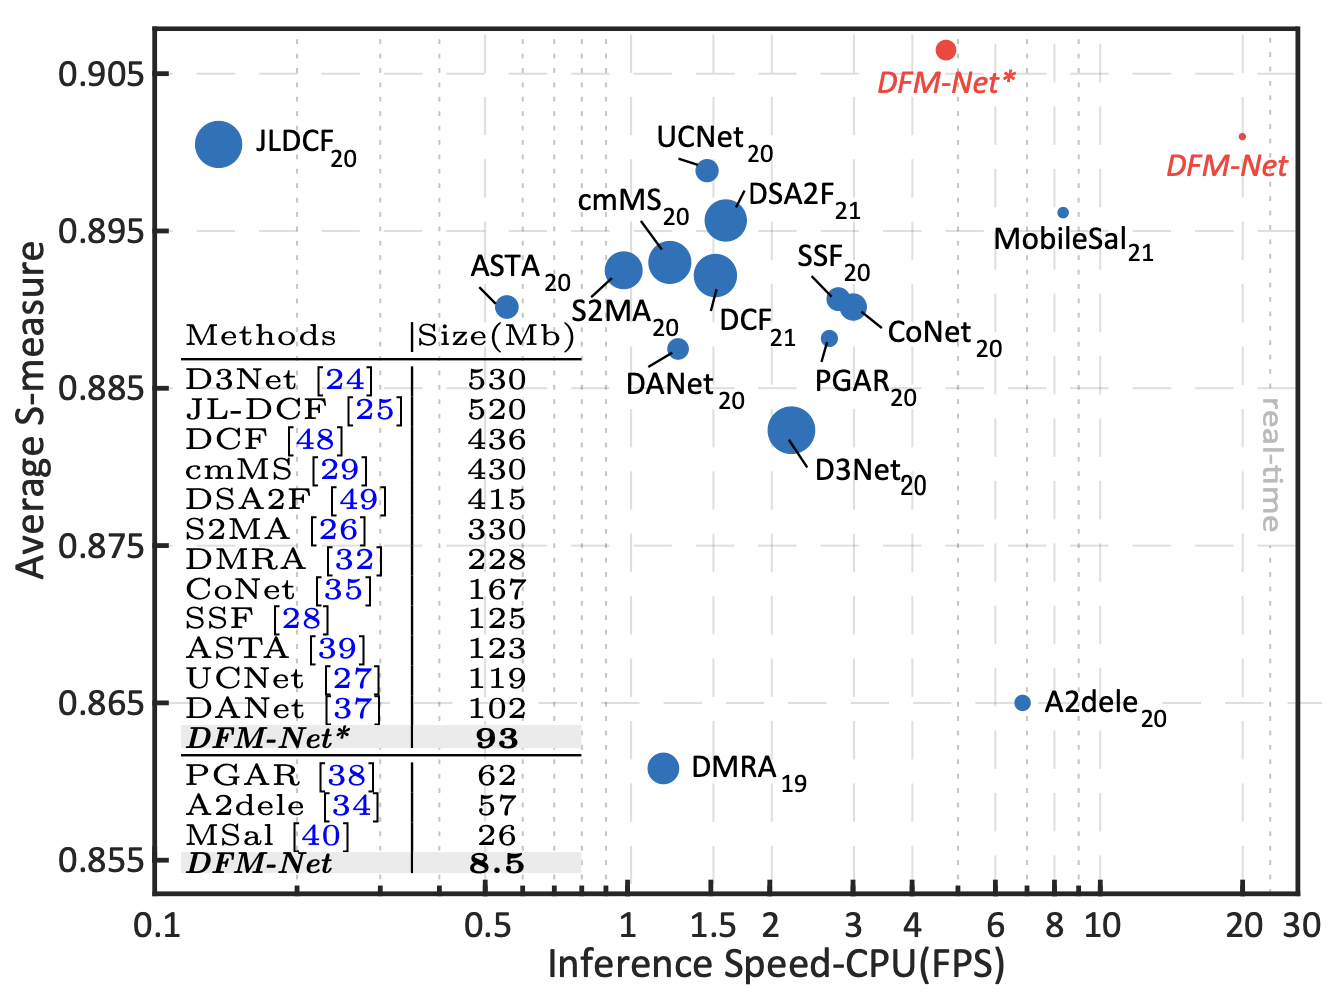 0.905
0.895
0.885
0.875
0.865
0.855
Average S-measure
DFM-Net*
JLDCF20
UCNet20
DFM-Net
cmMS20
DSA2F21
MobileSal21
ASTA20
SSF20
S2MA20
DCF21
CoNet20
DANet20
PGAR20
D3Net20
real-time
A2dele20
DMRA19
Methods Size(Mb)
D3Net [24] 530
JL-DCF [25] 520
DCF [48] 436
cmMS [29] 430
DSA2F [49] 415
S2MA [26] 330
DMRA [32] 228
CoNet [35] 167
SSF [28] 125
ASTA [39] 123
UCNet [27] 119
DANet [37] 102
DFM-Net* 93
PGAR [38] 62
A2dele [34] 57
MSal [40] 26
DFM-Net 8.5
0.1 0.5 1 1.5 2 3 4 6 8 10 20 30
Inference Speed-CPU(FPS)